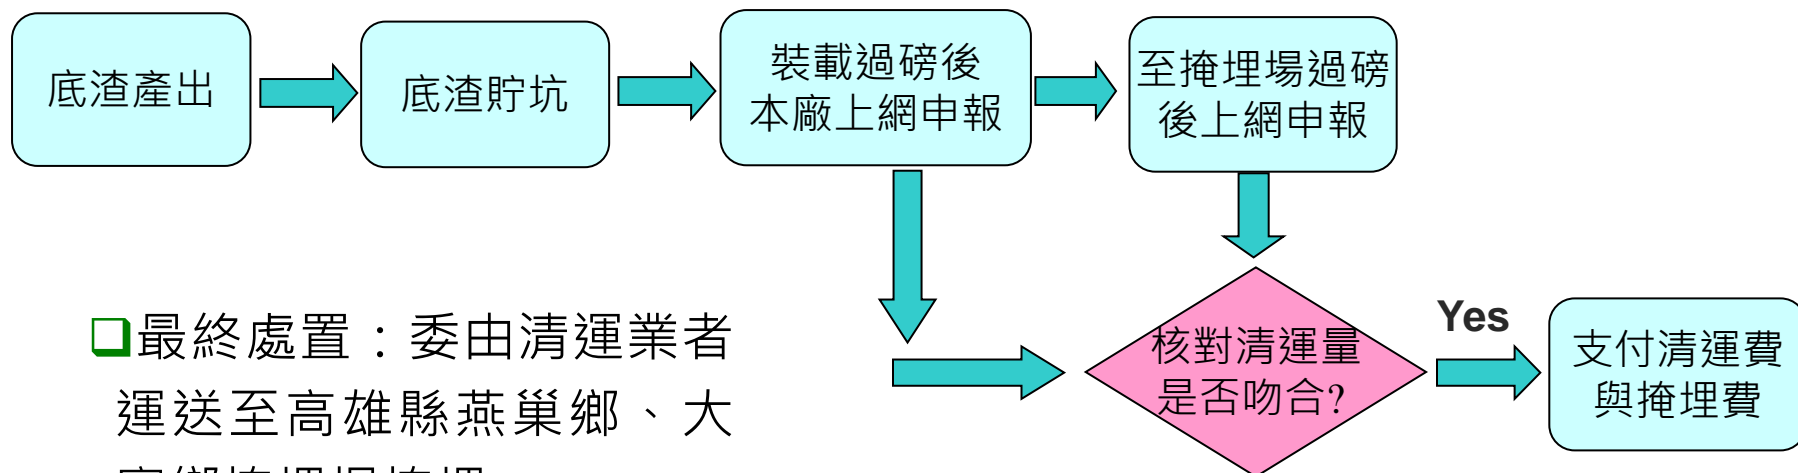 底渣產出
底渣貯坑
裝載過磅後
本廠上網申報
至掩埋場過磅
後上網申報
核對清運量
是否吻合?
Yes
支付清運費
與掩埋費
最終處置：委由清運業者
運送至高雄縣燕巢鄉、大